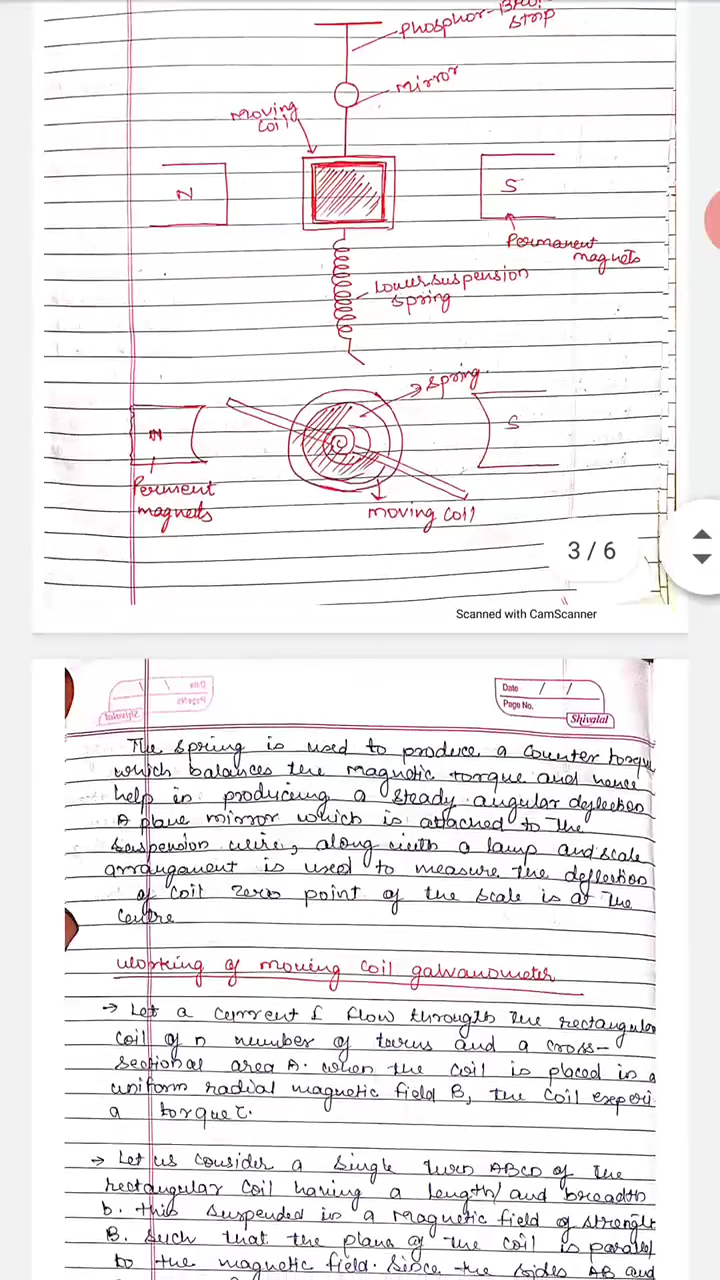 Phosphor-
strip
mirror
moving
coil
N
S
Permanent
magnets
Lower suspension
spring
spring
N
S
Perment
magnets
moving coil
3 / 6
Scanned with CamScanner
Date / /
Page No.
Shivalal
The spring is used to produce a counter torque
which balances the magnetic torque and hence
help in producing a steady angular deflection
A plane mirror which is attached to the
suspension wire, along with a lamp and scale
arrangement is used to measure the deflection
of coil zero point of the scale is at the
centre
Working of moving coil galvanometer
→ Let a current I flow through the rectangular
coil of n number of turns and a cross-
sectional area A. when the coil is placed in a
uniform radial magnetic field B, the coil experi
a torque τ.
→ Let us consider a single turn ABCD of the
rectangular coil having a length l and breadth
b. this suspended in a magnetic field of strength
B. such that the plane of the coil is parallel
to the magnetic field. Since the sides AB and